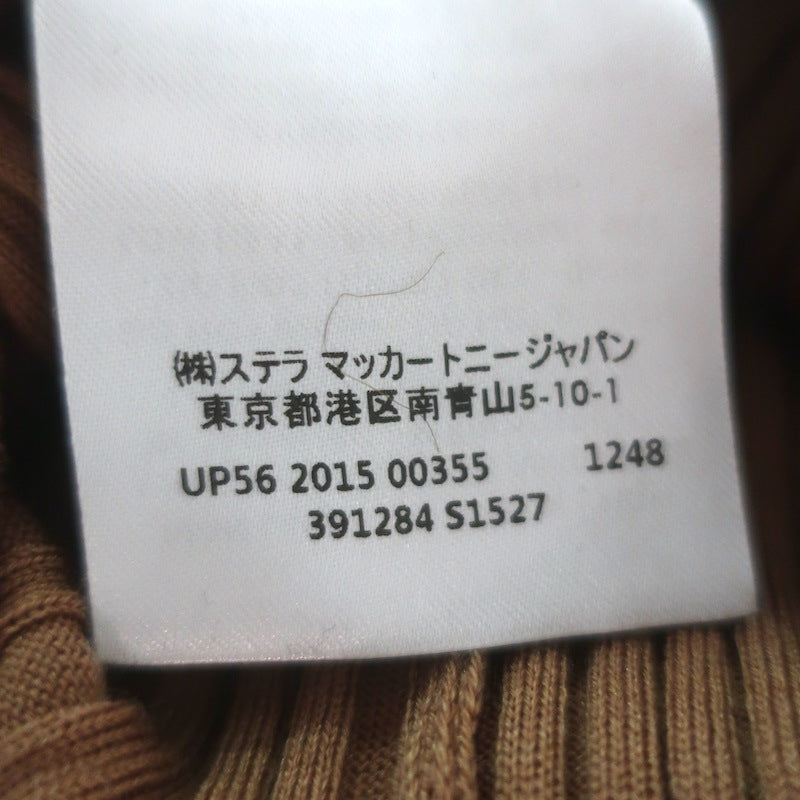 ㈱ステラ マッカートニージャパン
東京都港区南青山5-10-1
UP56 2015 00355 1248
391284 S1527